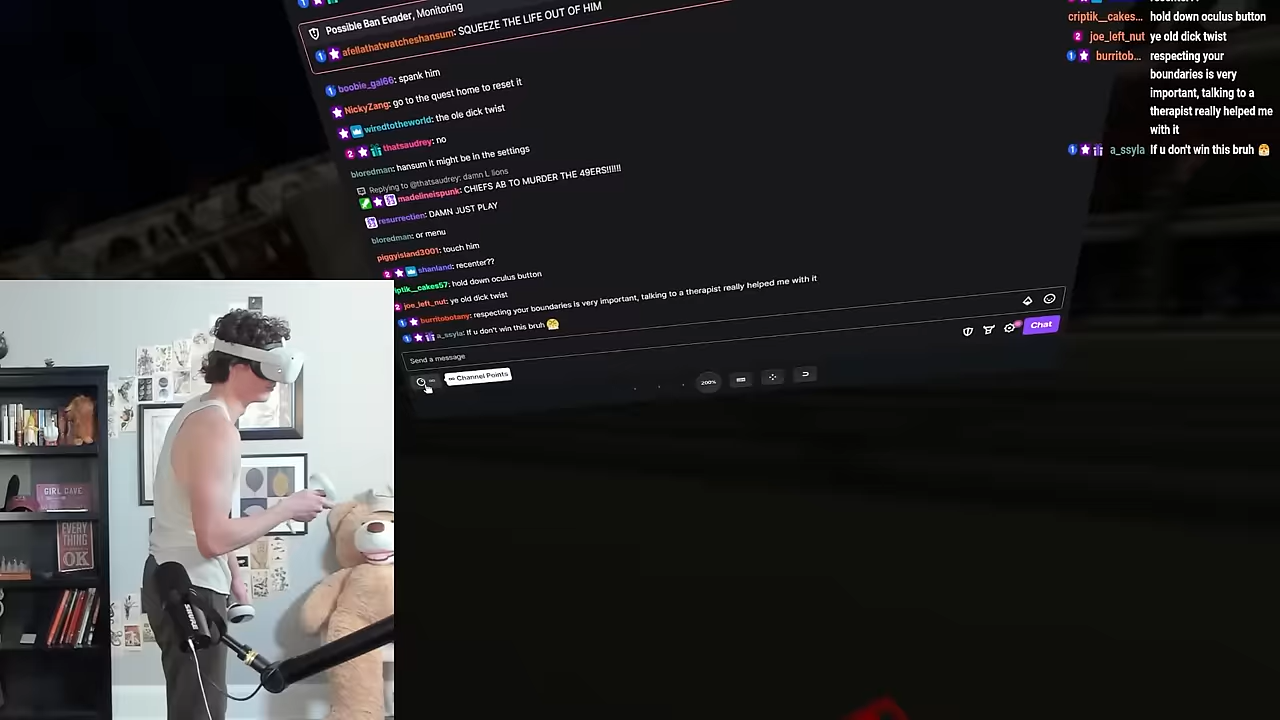 Possible Ban Evader, Monitoring
afellathatwatcheshansum: SQUEEZE THE LIFE OUT OF HIM
boobie_gal66: spank him
NickyZang: go to the quest home to reset it
wiredtotheworld: the ole dick twist
thatsaudrey: no
bloredman: hansum it might be in the settings
Replying to @thatsaudrey: damn L lions
madelineispunk: CHIEFS AB TO MURDER THE 49ERS!!!!!!
resurrectien: DAMN JUST PLAY
bloredman: or menu
piggyisland3001: touch him
shanland: recenter??
iptik__cakes57: hold down oculus button
joe_left_nut: ye old dick twist
burritobotany: respecting your boundaries is very important, talking to a therapist really helped me with it
a_ssyla: If u don't win this bruh
Send a message
Chat
Channel Points
200%
criptik__cakes... hold down oculus button
2 joe_left_nut ye old dick twist
burritob... respecting your
boundaries is very
important, talking to a
therapist really helped me
with it
a_ssyla If u don't win this bruh
GIRL CAVE
EVERY
THING
IS
OK